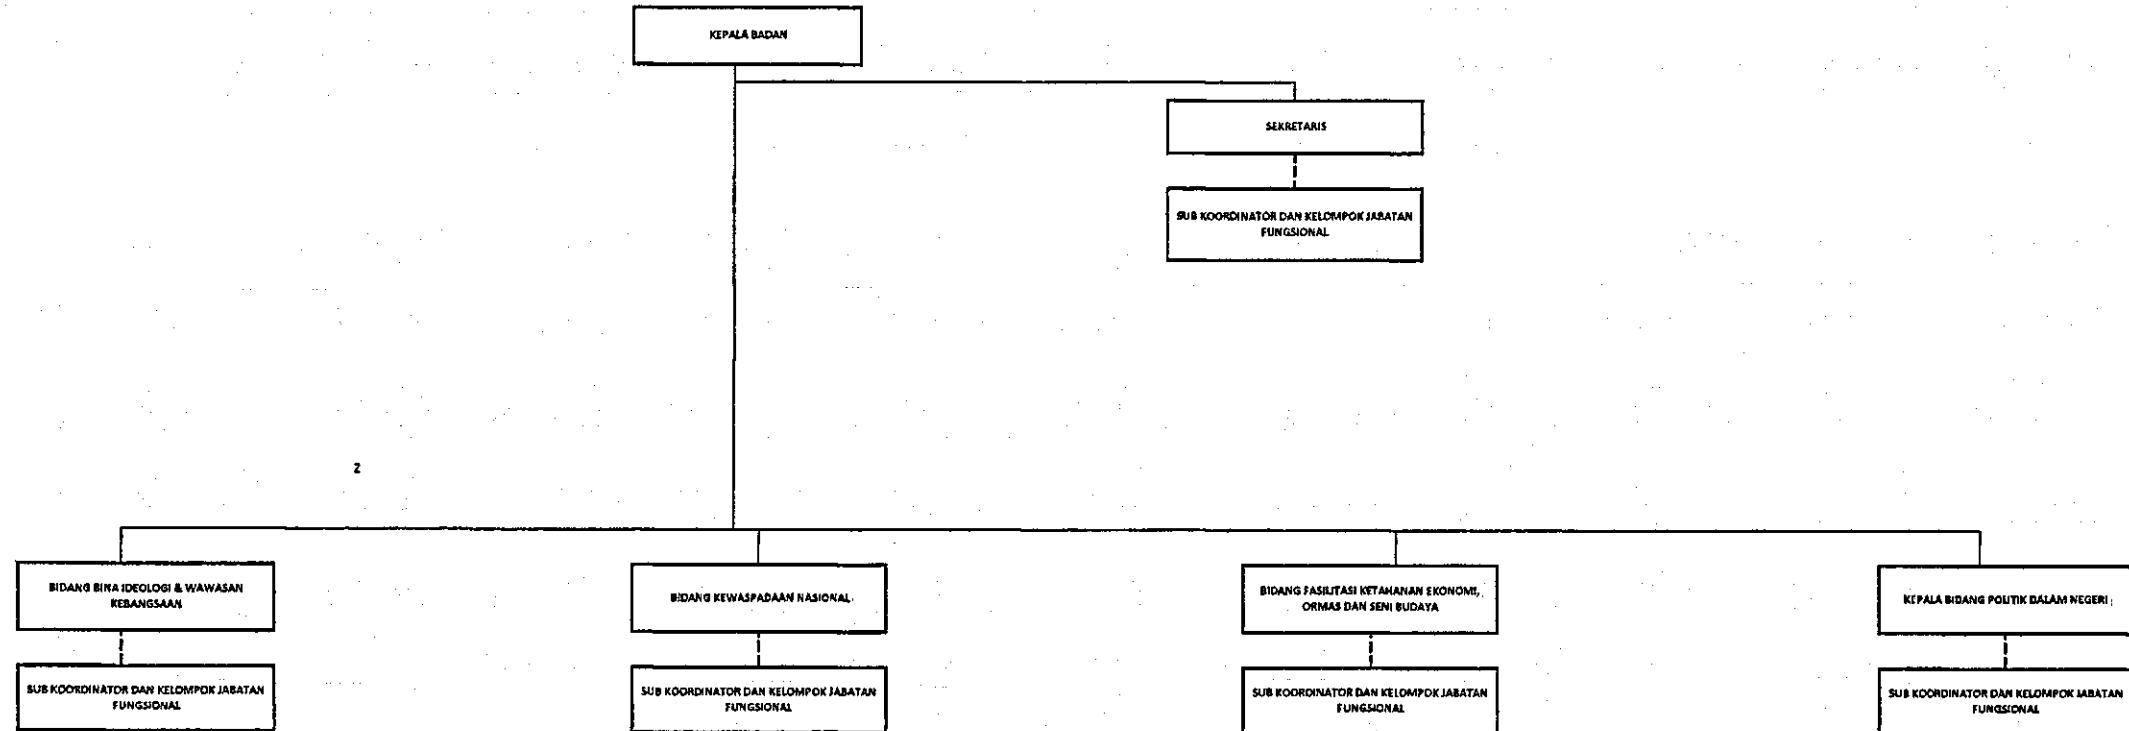 KEPALA BADAN
SEKRETARIS
SUB KOORDINATOR DAN KELOMPOK JABATAN
FUNGSIONAL
Z
BIDANG BINA IDEOLOGI & WAWASAN
KEBANGSAAN
BIDANG KEWASPADAAN NASIONAL
BIDANG FASILITASI KETAHANAN EKONOMI,
ORMAS DAN SENI BUDAYA
KEPALA BIDANG POLITIK DALAM NEGERI
SUB KOORDINATOR DAN KELOMPOK JABATAN
FUNGSIONAL
SUB KOORDINATOR DAN KELOMPOK JABATAN
FUNGSIONAL
SUB KOORDINATOR DAN KELOMPOK JABATAN
FUNGSIONAL
SUB KOORDINATOR DAN KELOMPOK JABATAN
FUNGSIONAL